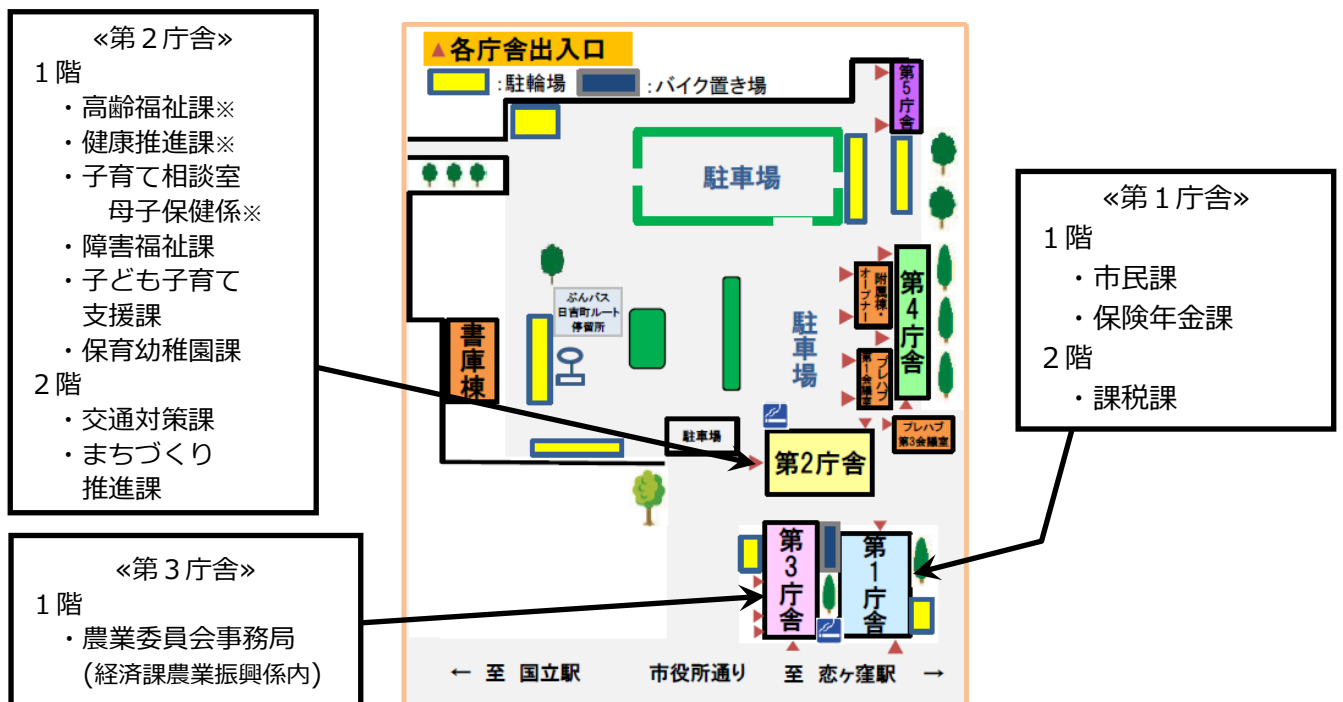 «第２庁舎»
１階
・高齢福祉課※
・健康推進課※
・子育て相談室
母子保健係※
・障害福祉課
・子ども子育て
支援課
・保育幼稚園課
２階
・交通対策課
・まちづくり
推進課
«第３庁舎»
１階
・農業委員会事務局
(経済課農業振興係内)
▲各庁舎出入口
:駐輪場
:バイク置き場
第5庁舎
駐車場
ぶんバス
日吉町ルート
停留所
書庫棟
駐車場
附属棟・
オープナー
第4庁舎
プレハブ
第1会議室
プレハブ
第3会議室
駐車場
第2庁舎
第3庁舎
第1庁舎
← 至 国立駅
市役所通り
至 恋ヶ窪駅 →
«第１庁舎»
１階
・市民課
・保険年金課
２階
・課税課